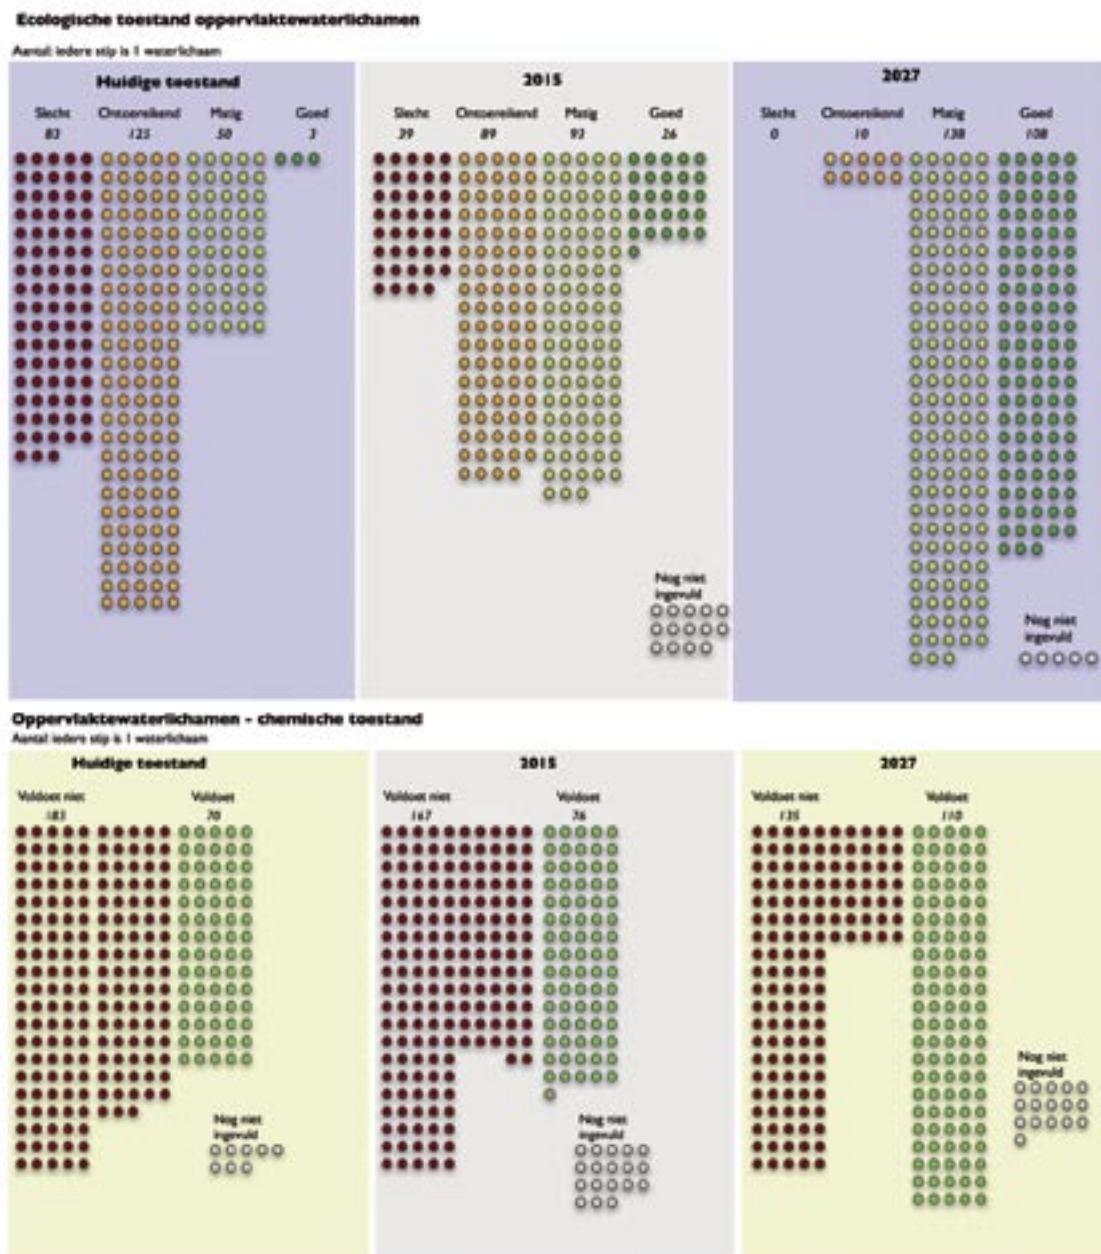 Ecologische toestand oppervlaktewaterlichamen
Aantal: iedere stip is 1 waterlichaam
Huidige toestand
Slecht Ontoereikend Matig Goed
83 125 50 3
2015
Slecht Ontoereikend Matig Goed
39 89 93 26
Nog niet
ingevuld
2027
Slecht Ontoereikend Matig Goed
0 10 138 108
Nog niet
ingevuld
Oppervlaktewaterlichamen - chemische toestand
Aantal: iedere stip is 1 waterlichaam
Huidige toestand
Voldoet niet Voldoet
183 70
Nog niet
ingevuld
2015
Voldoet niet Voldoet
167 76
Nog niet
ingevuld
2027
Voldoet niet Voldoet
135 110
Nog niet
ingevuld